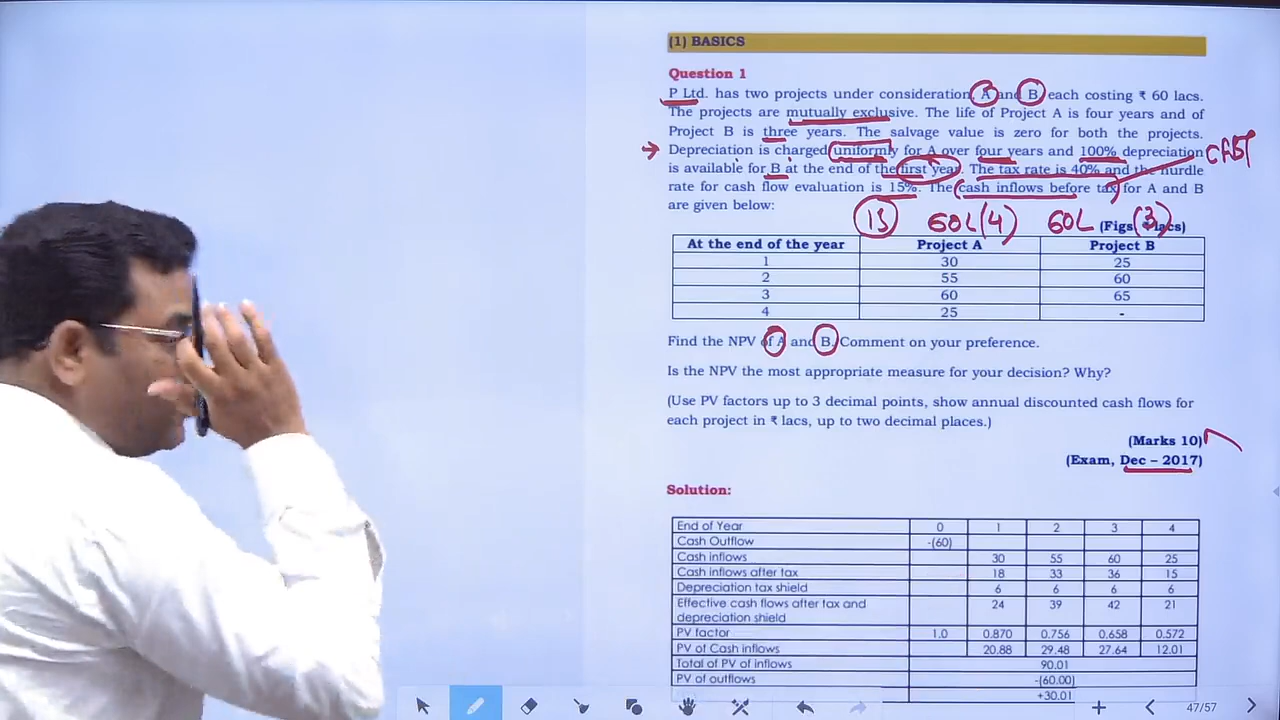 (1) BASICS
Question 1
P Ltd. has two projects under consideration, A and B each costing ₹ 60 lacs.
The projects are mutually exclusive. The life of Project A is four years and of
Project B is three years. The salvage value is zero for both the projects.
Depreciation is charged uniformly for A over four years and 100% depreciation
is available for B at the end of the first year. The tax rate is 40% and the hurdle
rate for cash flow evaluation is 15%. The cash inflows before tax for A and B
are given below:
60L (4) 60L (3)
At the end of the year Project A Project B
1 30 25
2 55 60
3 60 65
4 25 -
Find the NPV of A and B. Comment on your preference.
Is the NPV the most appropriate measure for your decision? Why?
(Use PV factors up to 3 decimal points, show annual discounted cash flows for
each project in ₹ lacs, up to two decimal places.)
(Marks 10)
(Exam, Dec – 2017)
Solution:
End of Year 0 1 2 3 4
Cash Outflow -(60)
Cash inflows 30 55 60 25
Cash inflows after tax 18 33 36 15
Depreciation tax shield 6 6 6 6
Effective cash flows after tax and 24 39 42 21
depreciation shield
PV factor 1.0 0.870 0.756 0.658 0.572
PV of Cash inflows 20.88 29.48 27.64 12.01
Total of PV of inflows 90.01
PV of outflows -(60.00)
+30.01
47/57